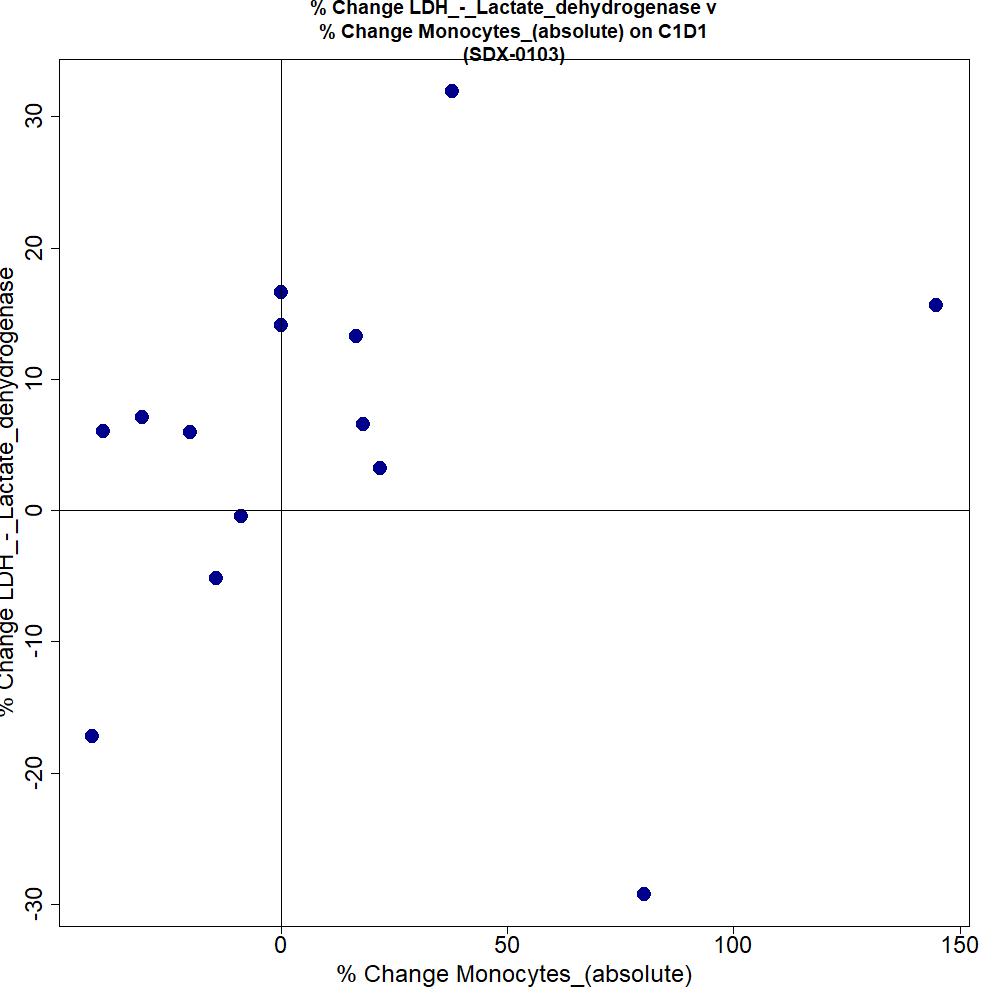 % Change LDH_-_Lactate_dehydrogenase v
% Change Monocytes_(absolute) on C1D1
(SDX-0103)
% Change LDH_-_Lactate_dehydrogenase
30
20
10
0
-10
-20
-30
0 50 100 150
% Change Monocytes_(absolute)